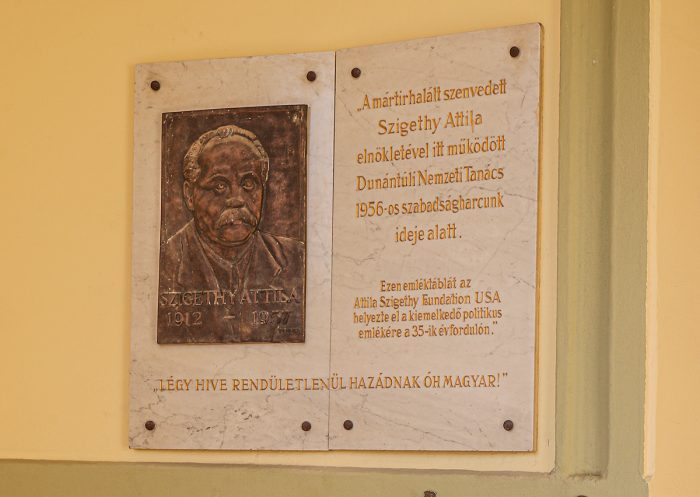 SZIGETHY ATTILA
1912 - 1957
„A mártírhalált szenvedett
Szigethy Attila
elnökletével itt működött
Dunántúli Nemzeti Tanács
1956-os szabadságharcunk
ideje alatt.
Ezen emléktáblát az
Attila Szigethy Fundation USA
helyezte el a kiemelkedő politikus
emlékére a 35-ik évfordulón."
„LÉGY HIVE RENDÜLETLENÜL HAZÁDNAK ÓH MAGYAR!"